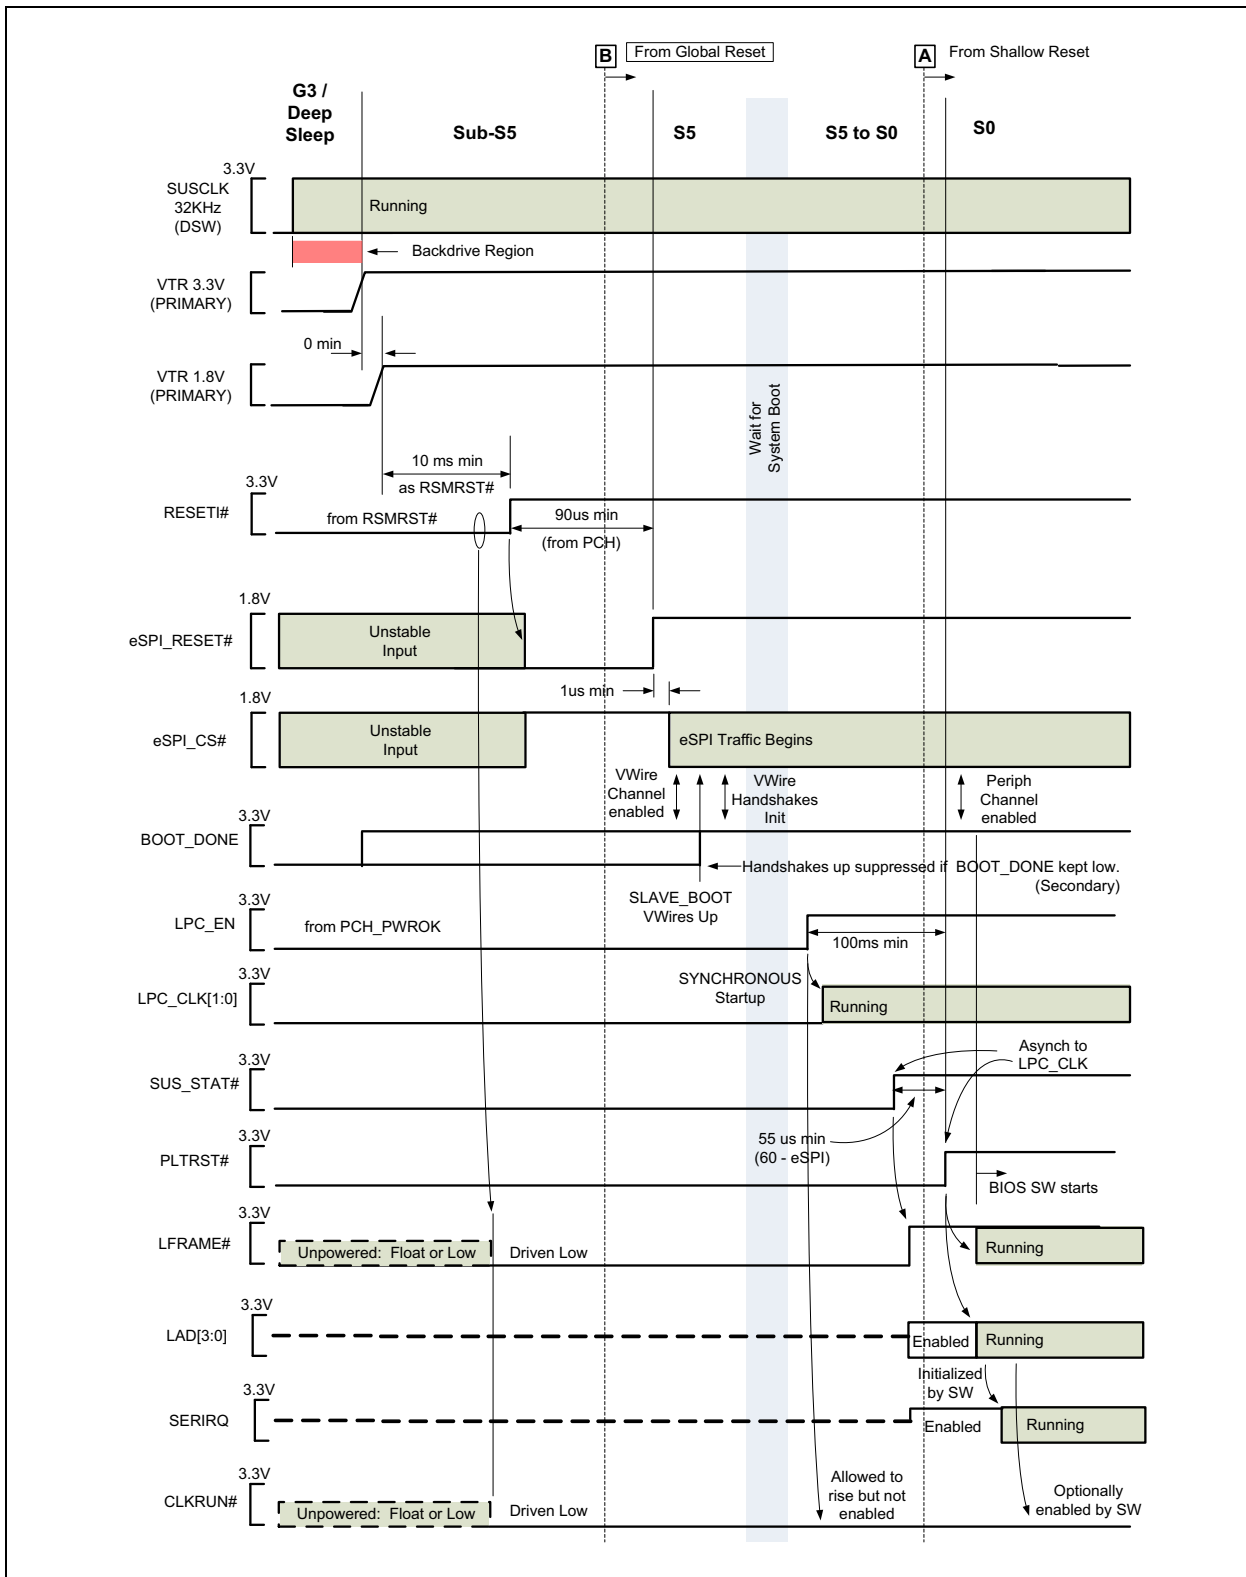 B
From Global Reset
A
From Shallow Reset
G3 /
Deep
Sleep
Sub-S5
S5
S5 to S0
S0
3.3V
SUSCLK
32KHz
(DSW)
Running
Backdrive Region
VTR 3.3V
(PRIMARY)
0 min
VTR 1.8V
(PRIMARY)
Wait for
System Boot
10 ms min
as RSMRST#
3.3V
RESETI#
from RSMRST#
90us min
(from PCH)
1.8V
eSPI_RESET#
Unstable
Input
1us min
1.8V
eSPI_CS#
Unstable
Input
eSPI Traffic Begins
VWire
Channel
enabled
VWire
Handshakes
Init
Periph
Channel
enabled
3.3V
BOOT_DONE
Handshakes up suppressed if BOOT_DONE kept low.
(Secondary)
SLAVE_BOOT
VWires Up
3.3V
LPC_EN
from PCH_PWROK
100ms min
3.3V
LPC_CLK[1:0]
SYNCHRONOUS
Startup
Running
Asynch to
LPC_CLK
3.3V
SUS_STAT#
55 us min
(60 - eSPI)
3.3V
PLTRST#
BIOS SW starts
3.3V
LFRAME#
Unpowered: Float or Low
Driven Low
Running
3.3V
LAD[3:0]
Enabled
Running
Initialized
by SW
3.3V
SERIRQ
Enabled
Running
3.3V
CLKRUN#
Unpowered: Float or Low
Driven Low
Allowed to
rise but not
enabled
Optionally
enabled by SW